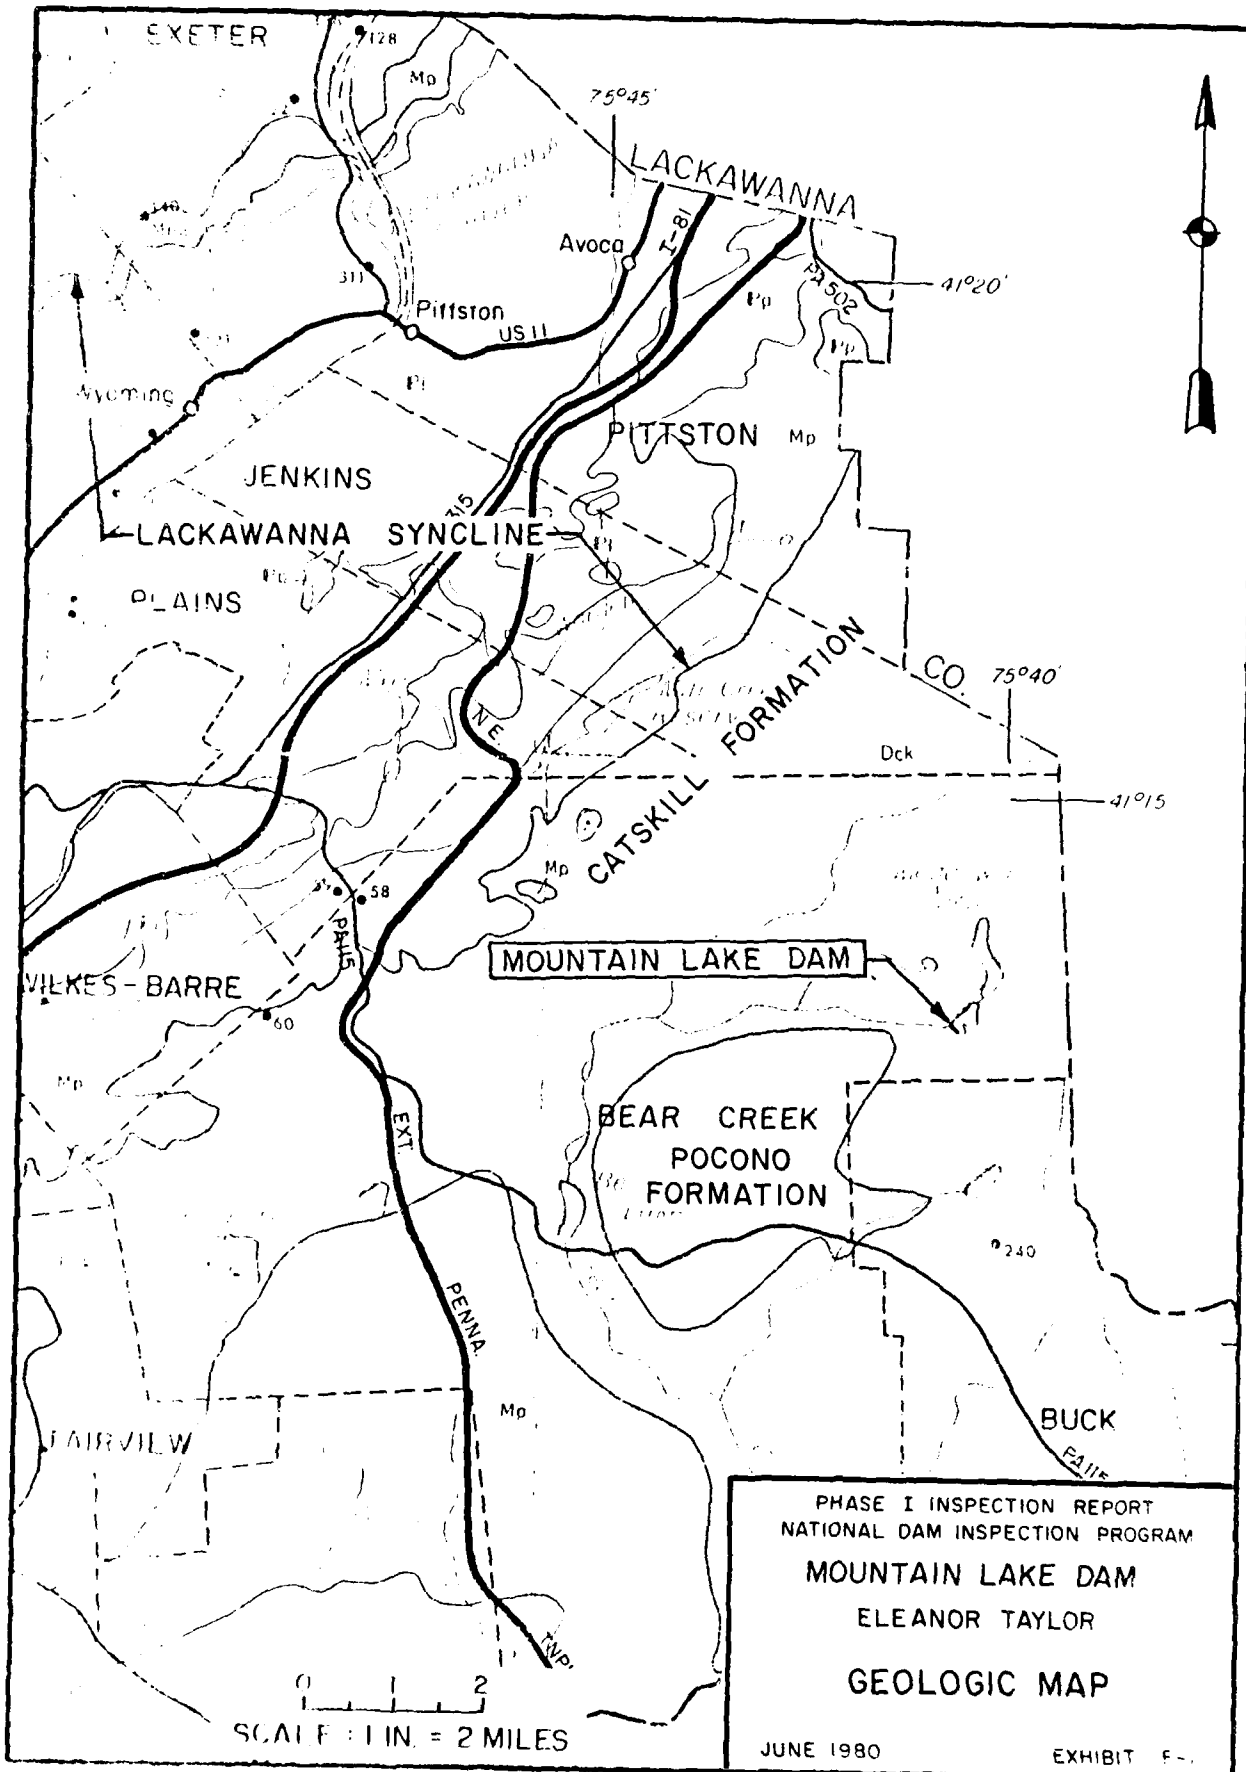 EXETER
128
Mp
75°45'
LACKAWANNA
I-81
Avoca
PA 502
41°20'
311
Pittston
US 11
Pp
Pp
Wyoming
Pl
PITTSTON
Mp
JENKINS
315
LACKAWANNA SYNCLINE
Pl
PLAINS
CO.
75°40'
N.E.
CATSKILL FORMATION
Dck
41°15
Mp
58
PA115
MOUNTAIN LAKE DAM
WILKES-BARRE
60
Mp
EXT.
BEAR CREEK
POCONO
FORMATION
240
PENNA.
Mp
BUCK
FAIRVIEW
PA115
TWP.
0 1 2
SCALE : 1 IN. = 2 MILES
PHASE I INSPECTION REPORT
NATIONAL DAM INSPECTION PROGRAM
MOUNTAIN LAKE DAM
ELEANOR TAYLOR
GEOLOGIC MAP
JUNE 1980
EXHIBIT